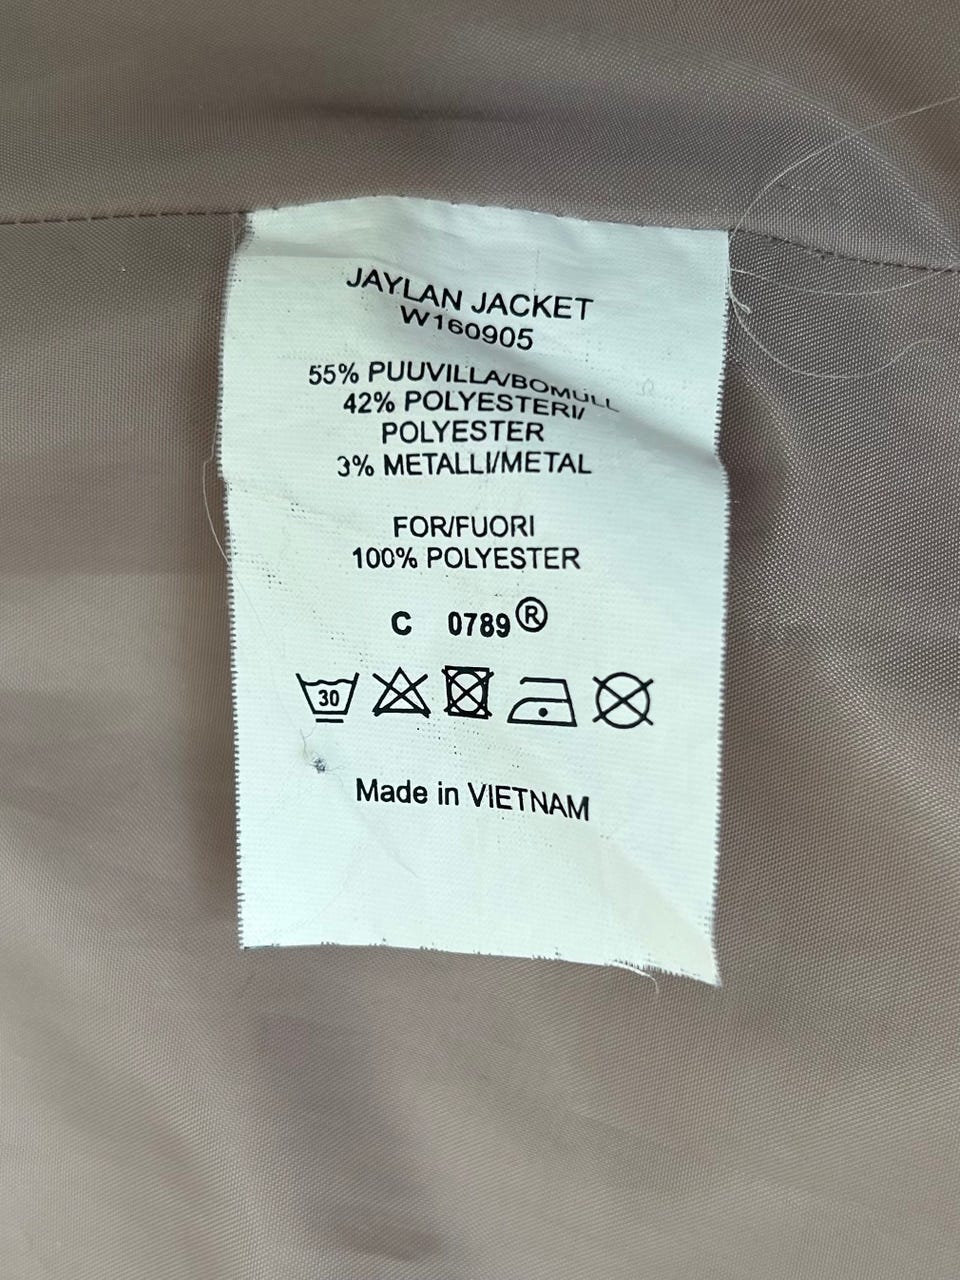 JAYLAN JACKET
W160905
55% PUUVILLA/BOMULL
42% POLYESTERI/
POLYESTER
3% METALLI/METAL
FOR/FUORI
100% POLYESTER
C 0789®
30
Made in VIETNAM